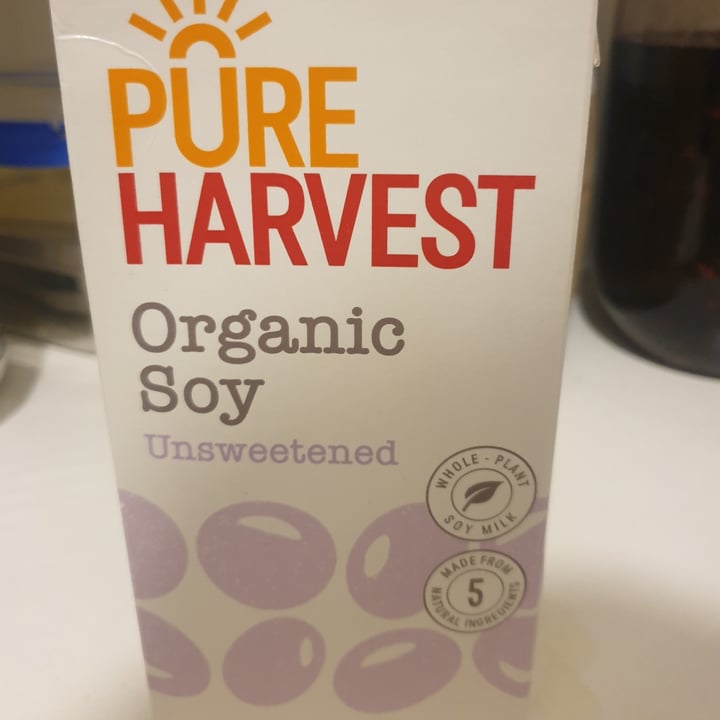 PURE
HARVEST
Organic
Soy
Unsweetened
WHOLE - PLANT
SOY MILK
MADE FROM
5
NATURAL INGREDIENTS